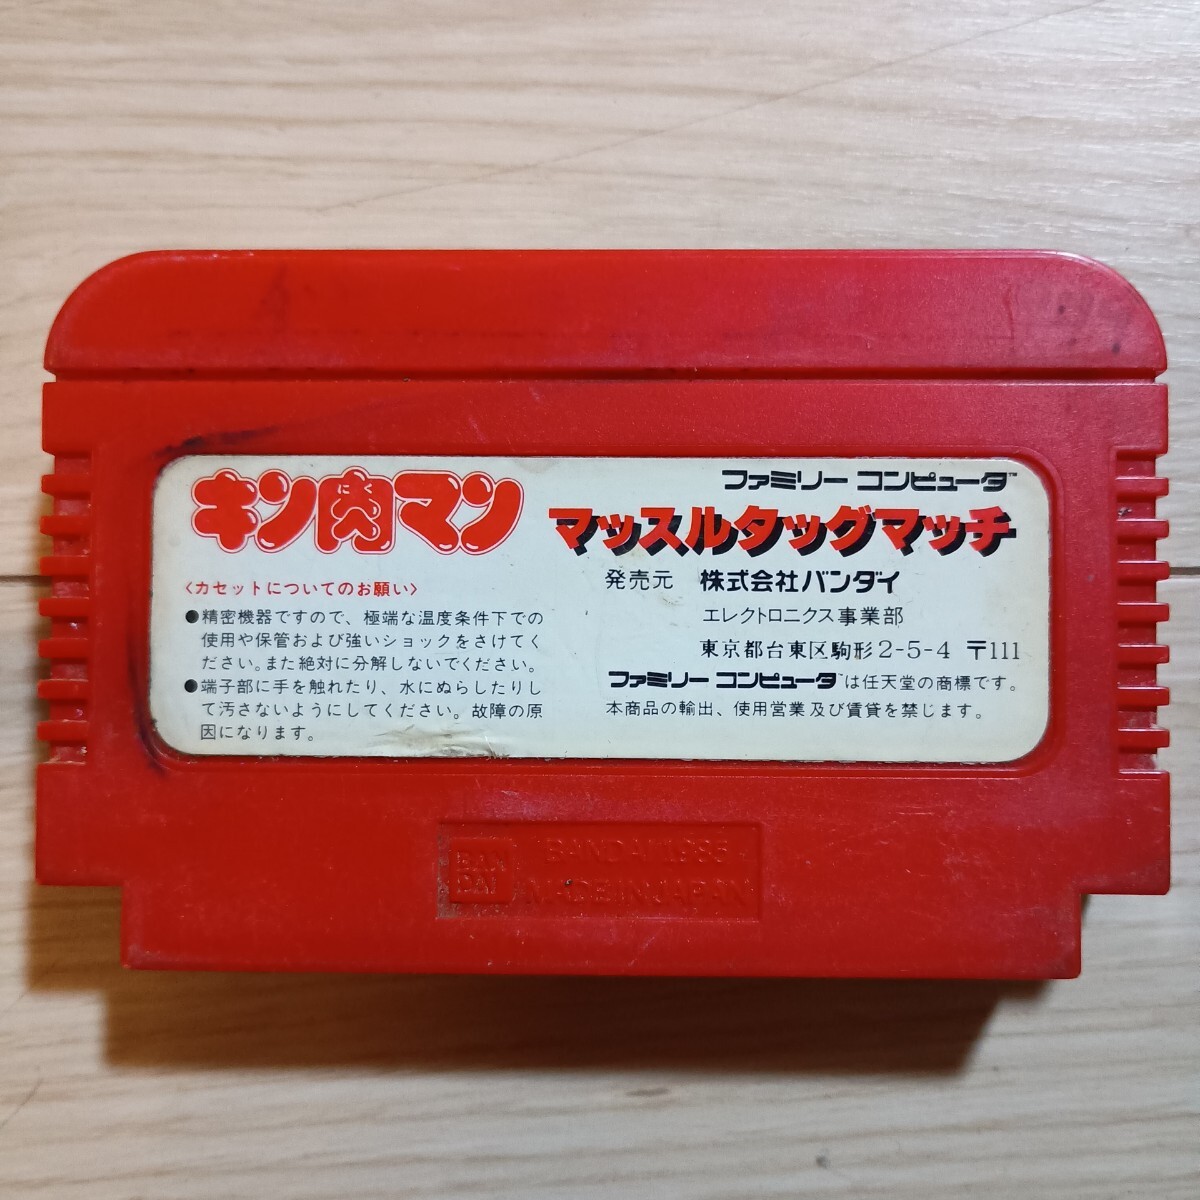 キン肉マン
にく
ファミリー コンピュータ™
マッスルタッグマッチ
〈カセットについてのお願い〉
●精密機器ですので、極端な温度条件下での
使用や保管および強いショックをさけてく
ださい。また絶対に分解しないでください。
●端子部に手を触れたり、水にぬらしたりし
て汚さないようにしてください。故障の原
因になります。
発売元 株式会社バンダイ
エレクトロニクス事業部
東京都台東区駒形2-5-4 〒111
ファミリー コンピュータ™は任天堂の商標です。
本商品の輸出、使用営業及び賃貸を禁じます。
BAN
DAI
BANDAI 1985
MADE IN JAPAN